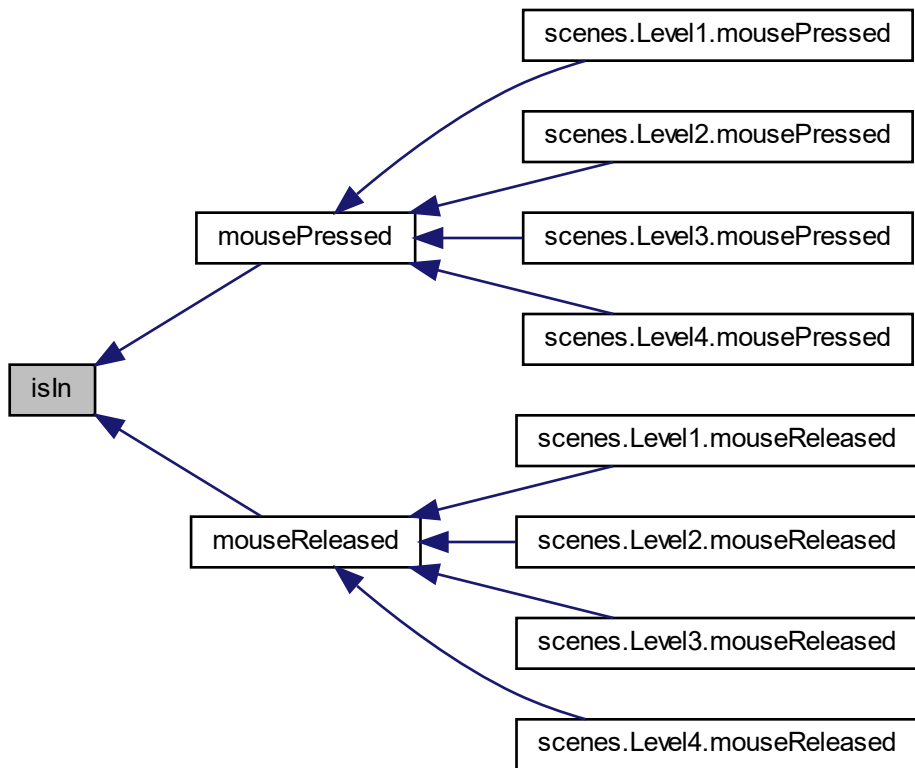 scenes.Level1.mousePressed
scenes.Level2.mousePressed
mousePressed
scenes.Level3.mousePressed
scenes.Level4.mousePressed
isIn
scenes.Level1.mouseReleased
mouseReleased
scenes.Level2.mouseReleased
scenes.Level3.mouseReleased
scenes.Level4.mouseReleased